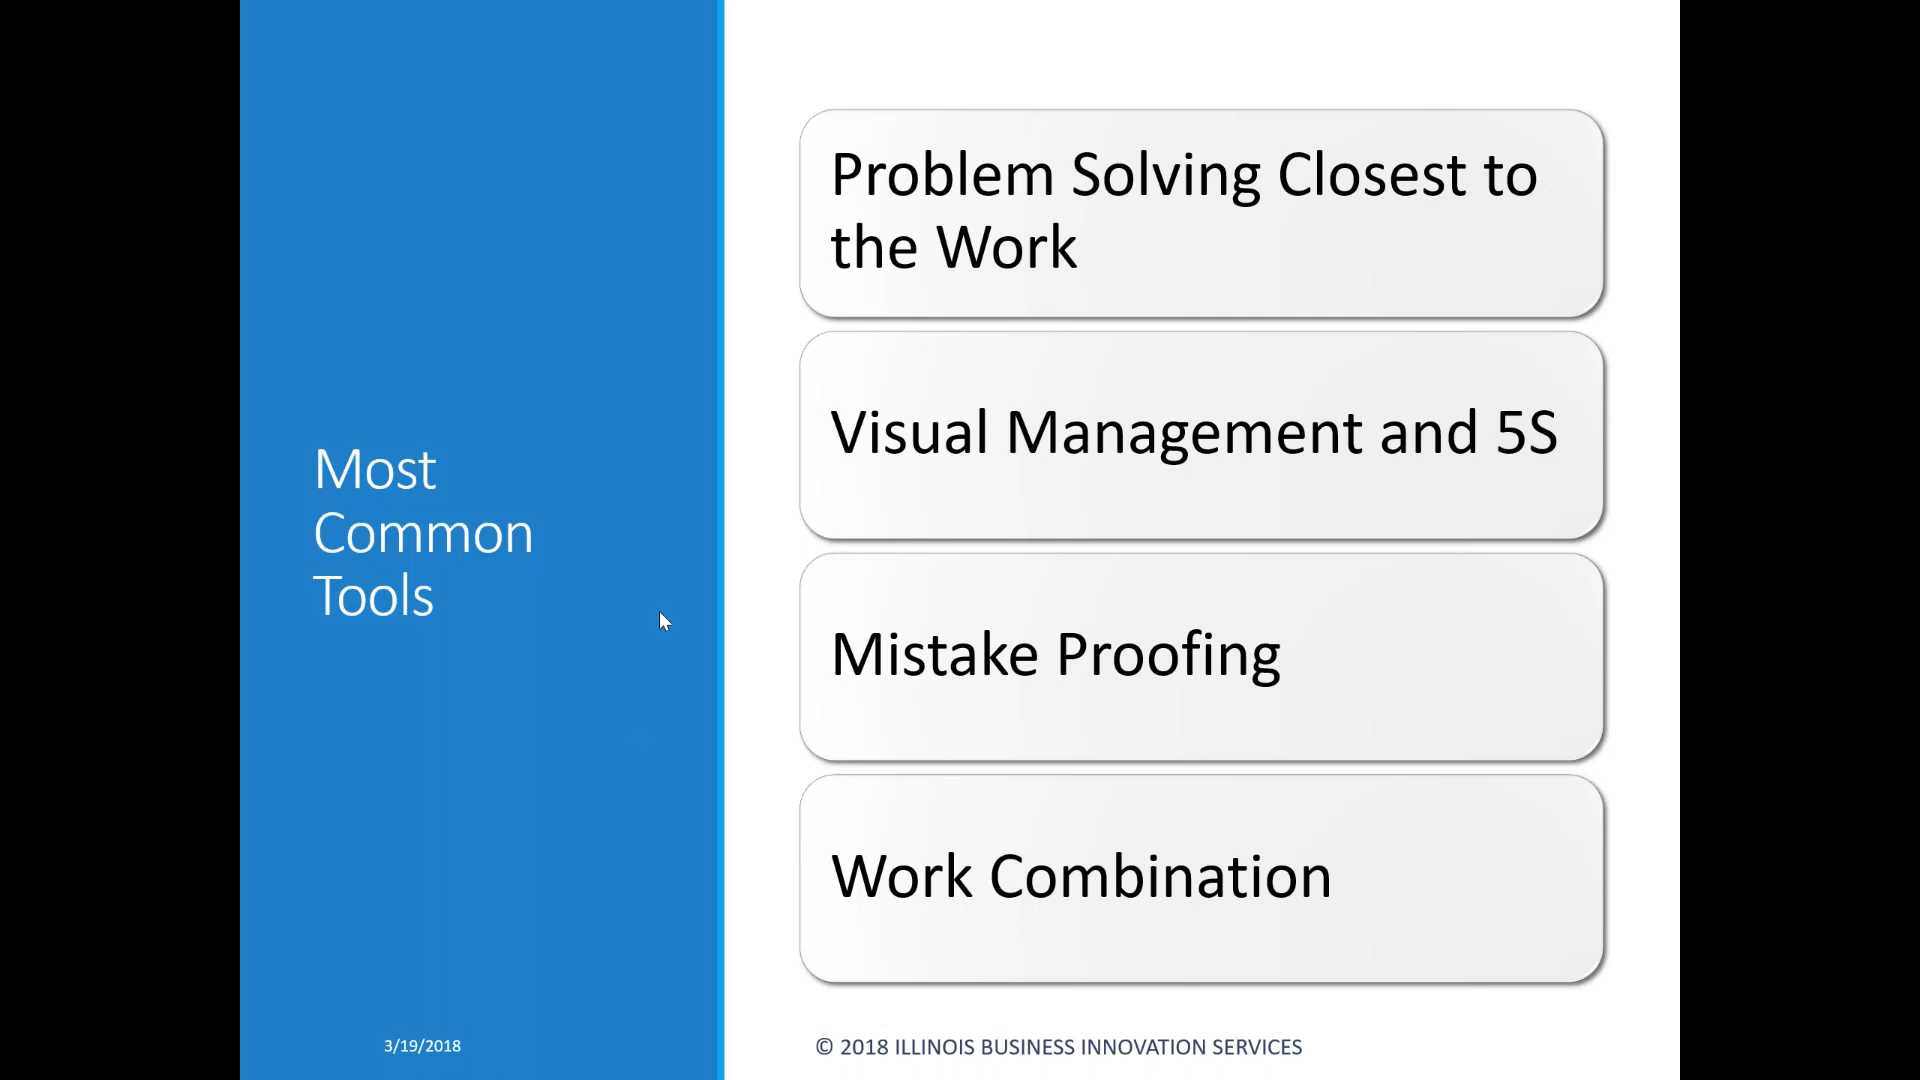 Most
Common
Tools
Problem Solving Closest to
the Work
Visual Management and 5S
Mistake Proofing
Work Combination
3/19/2018
© 2018 ILLINOIS BUSINESS INNOVATION SERVICES